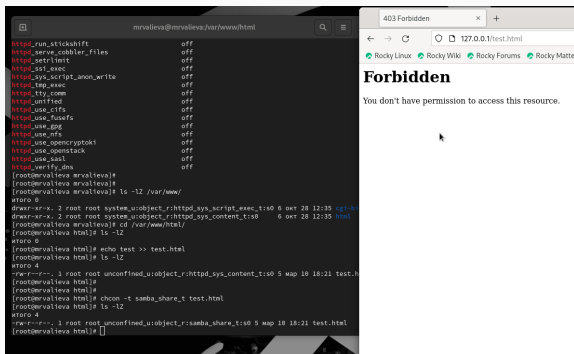 mrvalieva@mrvalieva:/var/www/html
httpd_run_stickshift off
httpd_serve_cobbler_files off
httpd_setrlimit off
httpd_ssi_exec off
httpd_sys_script_anon_write off
httpd_tmp_exec off
httpd_tty_comm off
httpd_unified off
httpd_use_cifs off
httpd_use_fusefs off
httpd_use_gpg off
httpd_use_nfs off
httpd_use_opencryptoki off
httpd_use_openstack off
httpd_use_sasl off
httpd_verify_dns off
[root@mrvalieva mrvalieva]#
[root@mrvalieva mrvalieva]#
[root@mrvalieva mrvalieva]# ls -lZ /var/www/
итого 0
drwxr-xr-x. 2 root root system_u:object_r:httpd_sys_script_exec_t:s0 6 окт 28 12:35 cgi-bi
drwxr-xr-x. 2 root root system_u:object_r:httpd_sys_content_t:s0 6 окт 28 12:35 html
[root@mrvalieva mrvalieva]# cd /var/www/html/
[root@mrvalieva html]# ls -lZ
итого 0
[root@mrvalieva html]# echo test >> test.html
[root@mrvalieva html]# ls -lZ
итого 4
-rw-r--r--. 1 root root unconfined_u:object_r:httpd_sys_content_t:s0 5 мар 18 18:21 test.h
[root@mrvalieva html]#
[root@mrvalieva html]#
[root@mrvalieva html]# chcon -t samba_share_t test.html
[root@mrvalieva html]# ls -lZ
итого 4
-rw-r--r--. 1 root root unconfined_u:object_r:samba_share_t:s0 5 мар 18 18:21 test.html
[root@mrvalieva html]#
403 Forbidden
127.0.0.1/test.html
Rocky Linux Rocky Wiki Rocky Forums Rocky Matte
Forbidden
You don't have permission to access this resource.